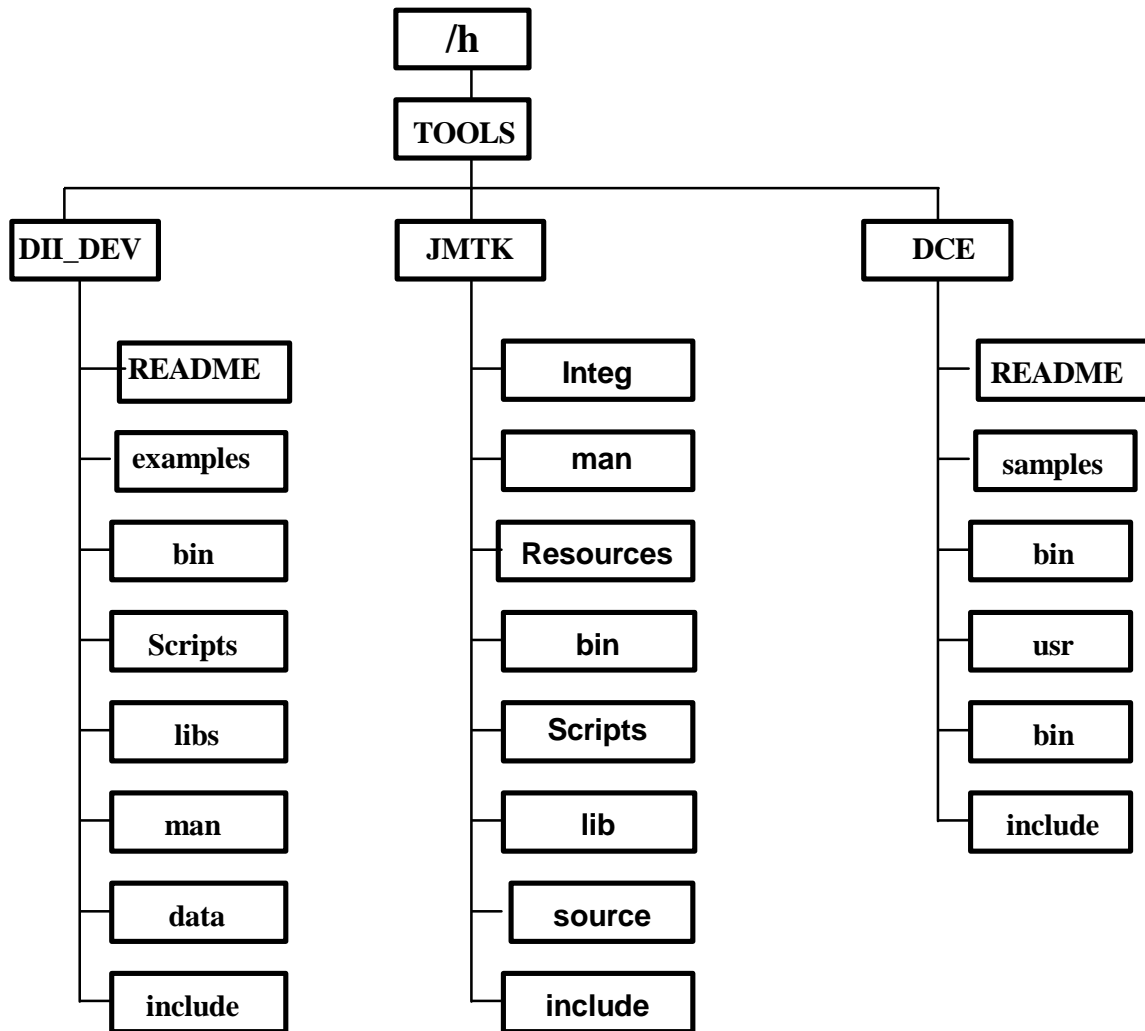 /h
TOOLS
DII_DEV
JMTK
DCE
README
examples
bin
Scripts
libs
man
data
include
Integ
man
Resources
bin
Scripts
lib
source
include
README
samples
bin
usr
bin
include